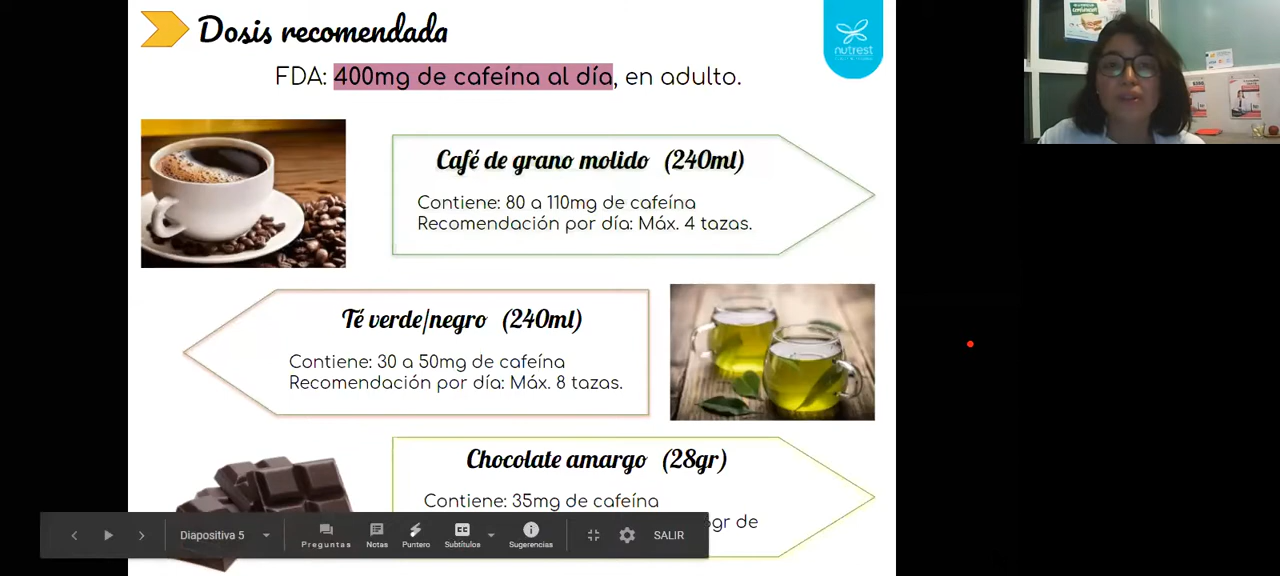 Dosis recomendada
nutrest
FDA: 400mg de cafeína al día, en adulto.
Café de grano molido (240ml)
Contiene: 80 a 110mg de cafeína
Recomendación por día: Máx. 4 tazas.
Té verde/negro (240ml)
Contiene: 30 a 50mg de cafeína
Recomendación por día: Máx. 8 tazas.
Chocolate amargo (28gr)
Contiene: 35mg de cafeína
gr de
Diapositiva 5
Preguntas
Notas
Puntero
CC
Subtítulos
Sugerencias
SALIR